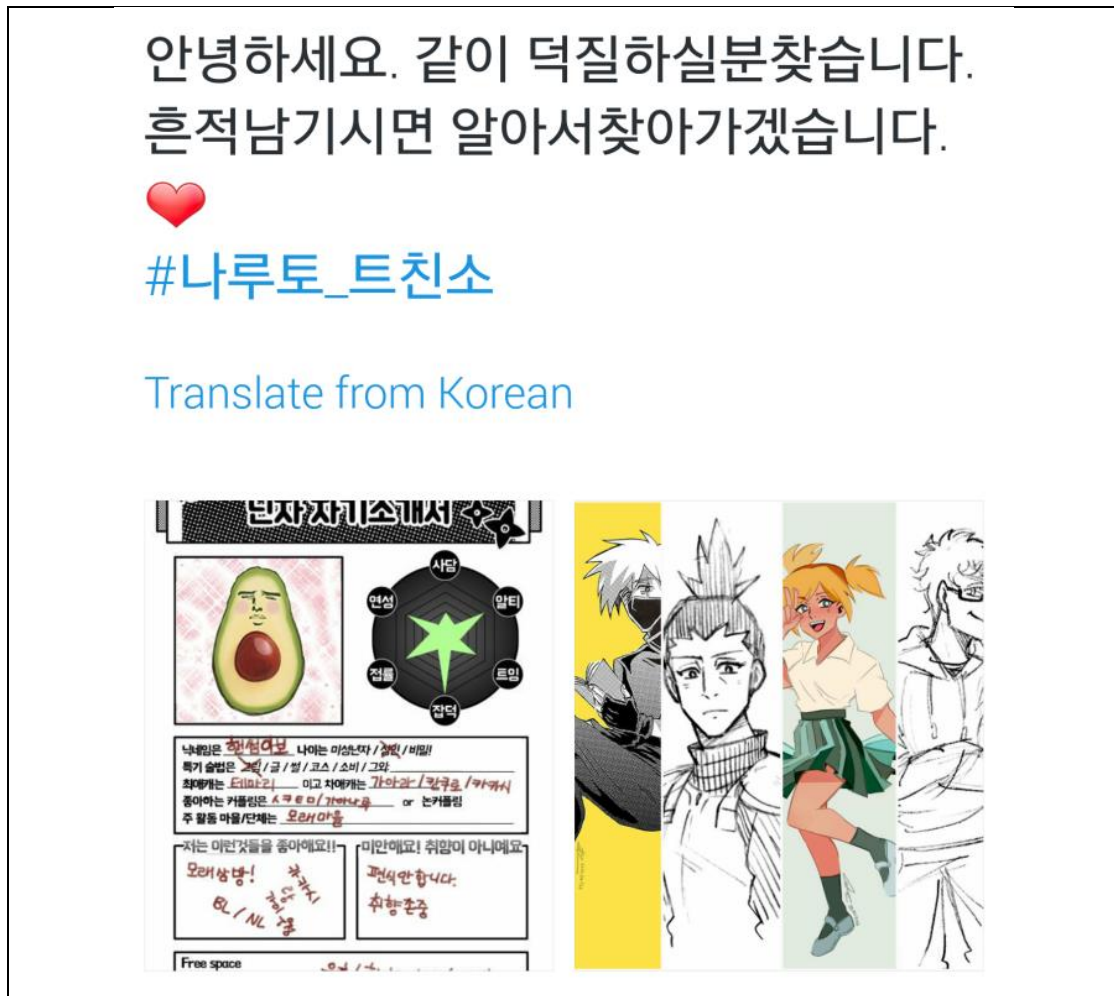 안녕하세요. 같이 덕질하실분찾습니다.
흔적남기시면 알아서찾아가겠습니다.
❤
#나루토_트친소
Translate from Korean
닌자 자기소개서
사담
연성
알티
접률
트임
잡덕
닉네임은 나이는 미성년자 / 성인 / 비밀!
특기 술법은 그림 / 글 / 썰 / 코스 / 소비 / 그외
최애캐는 테마리 이고 차애캐는 가아라 / 칸쿠로 / 카카시
좋아하는 커플링은 or 논커플링
주 활동 마을/단체는 모래마을
저는 이런것들을 좋아해요!!
모래삼방!
카카시
BL / NL
미안해요! 취향이 아니예요
편식안합니다.
취향존중
Free space